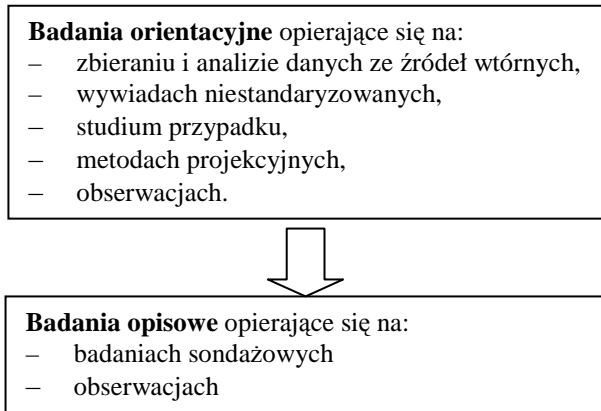 Badania orientacyjne opierające się na:
– zbieraniu i analizie danych ze źródeł wtórnych,
– wywiadach niestandaryzowanych,
– studium przypadku,
– metodach projekcyjnych,
– obserwacjach.
Badania opisowe opierające się na:
– badaniach sondażowych
– obserwacjach